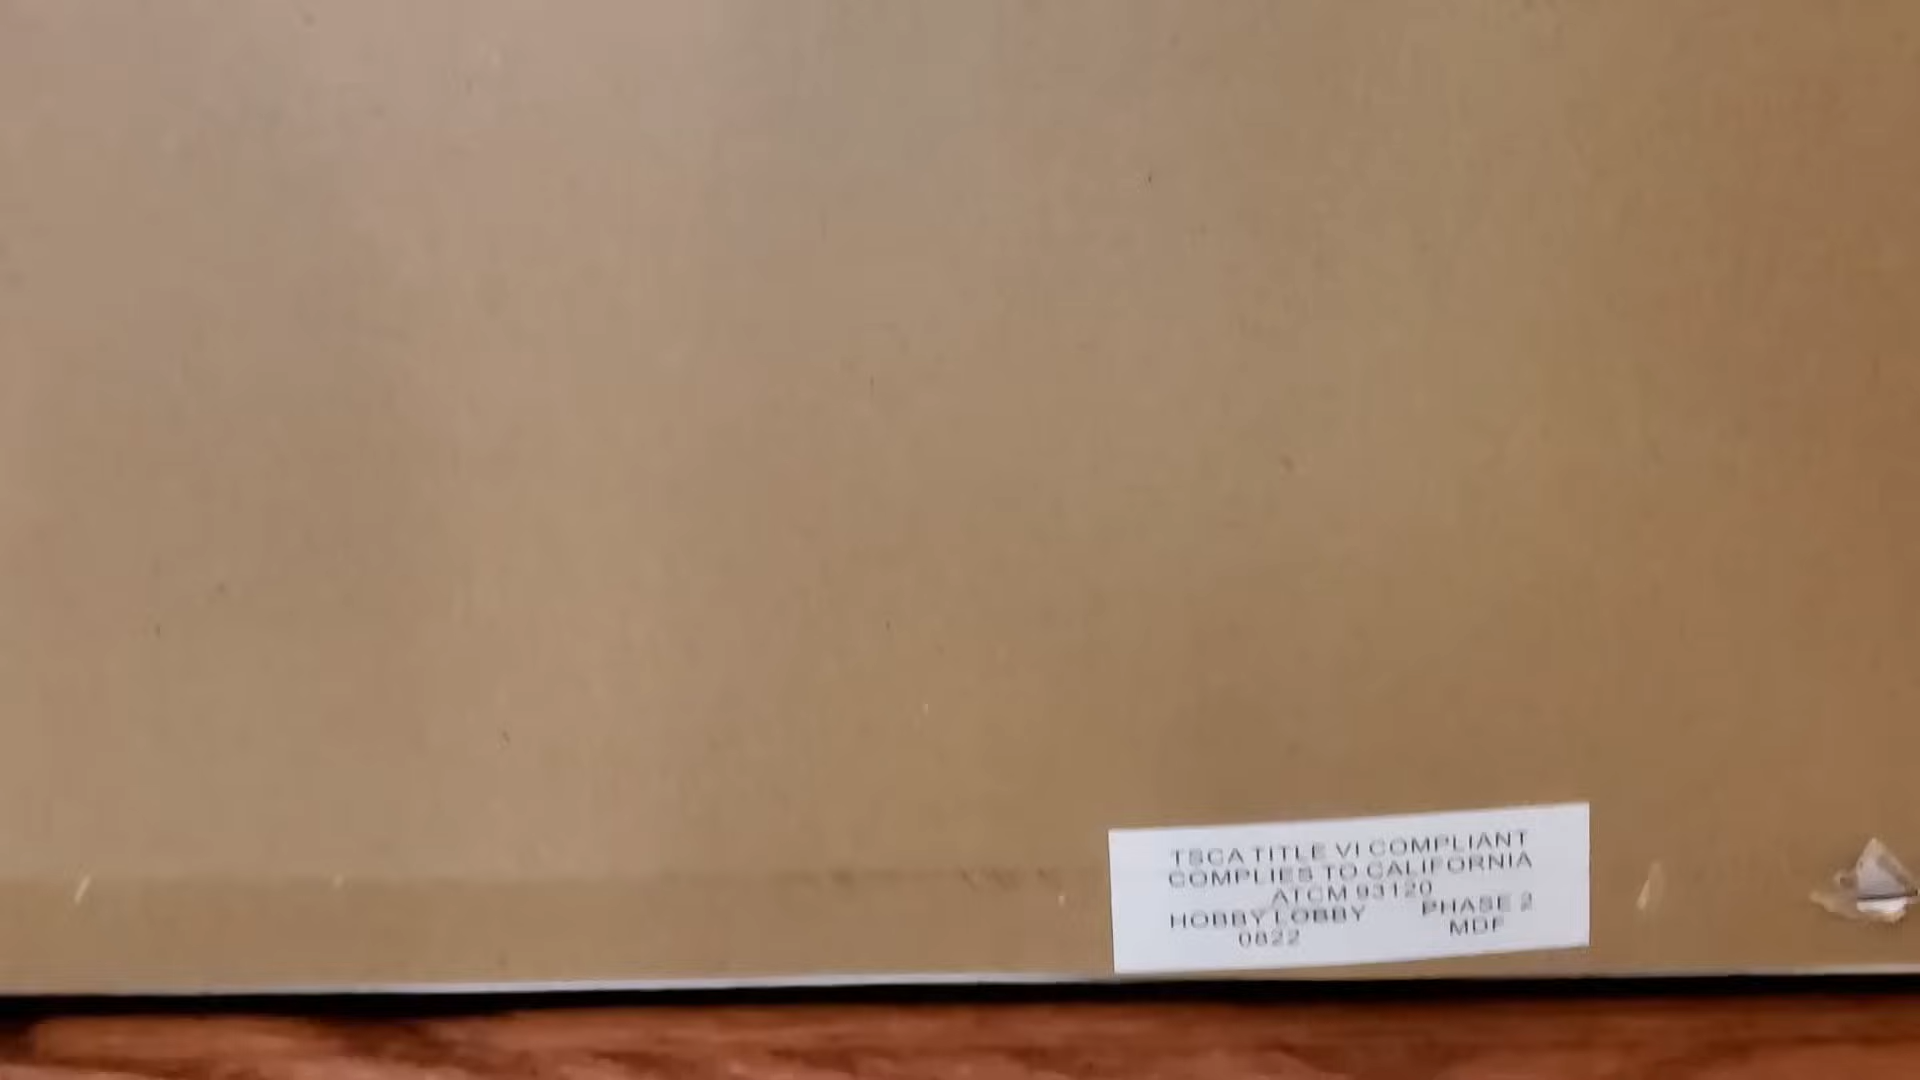 TSCA TITLE VI COMPLIANT
COMPLIES TO CALIFORNIA
ATCM 93120
HOBBY LOBBY PHASE 2
0822 MDF